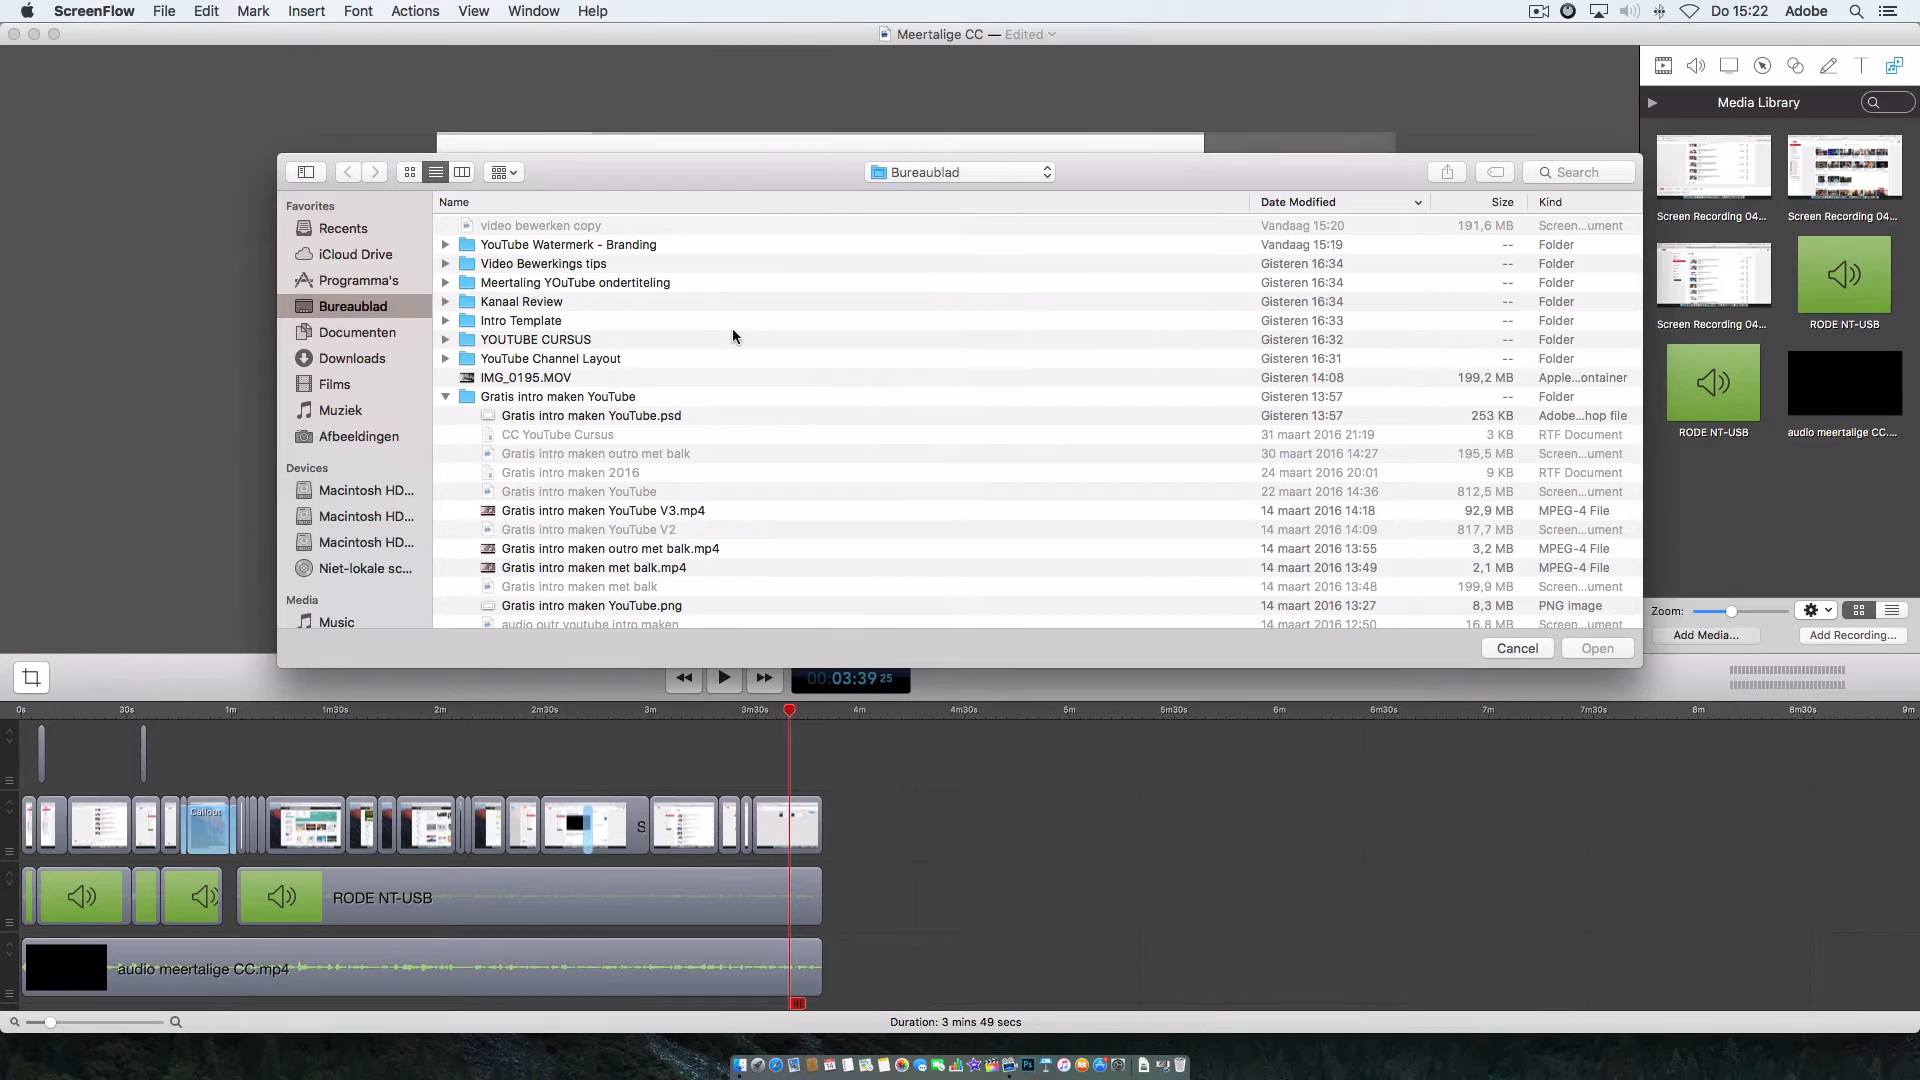 ScreenFlow File Edit Mark Insert Font Actions View Window Help Do 15:22 Adobe
Meertalige CC — Edited
Media Library
Bureaublad Search
Favorites
Recents
iCloud Drive
Programma's
Bureaublad
Documenten
Downloads
Films
Muziek
Afbeeldingen
Devices
Macintosh HD...
Macintosh HD...
Macintosh HD...
Niet-lokale sc...
Media
Music
Name Date Modified Size Kind
video bewerken copy Vandaag 15:20 191,6 MB Screen...ument
YouTube Watermerk - Branding Vandaag 15:19 -- Folder
Video Bewerkings tips Gisteren 16:34 -- Folder
Meertaling YOuTube ondertiteling Gisteren 16:34 -- Folder
Kanaal Review Gisteren 16:34 -- Folder
Intro Template Gisteren 16:33 -- Folder
YOUTUBE CURSUS Gisteren 16:32 -- Folder
YouTube Channel Layout Gisteren 16:31 -- Folder
IMG_0195.MOV Gisteren 14:08 199,2 MB Apple...ontainer
Gratis intro maken YouTube Gisteren 13:57 -- Folder
Gratis intro maken YouTube.psd Gisteren 13:57 253 KB Adobe...hop file
CC YouTube Cursus 31 maart 2016 21:19 3 KB RTF Document
Gratis intro maken outro met balk 30 maart 2016 14:27 195,5 MB Screen...ument
Gratis intro maken 2016 24 maart 2016 20:01 9 KB RTF Document
Gratis intro maken YouTube 22 maart 2016 14:36 812,5 MB Screen...ument
Gratis intro maken YouTube V3.mp4 14 maart 2016 14:18 92,9 MB MPEG-4 File
Gratis intro maken YouTube V2 14 maart 2016 14:09 817,7 MB Screen...ument
Gratis intro maken outro met balk.mp4 14 maart 2016 13:55 3,2 MB MPEG-4 File
Gratis intro maken met balk.mp4 14 maart 2016 13:49 2,1 MB MPEG-4 File
Gratis intro maken met balk 14 maart 2016 13:48 199,9 MB Screen...ument
Gratis intro maken YouTube.png 14 maart 2016 13:27 8,3 MB PNG image
audio outr youtube intro maken 14 maart 2016 12:50 16,8 MB Screen...ument
Cancel Open
Screen Recording 04... Screen Recording 04...
Screen Recording 04... RODE NT-USB
RODE NT-USB audio meertalige CC....
Zoom:
Add Media... Add Recording...
00:03:39 25
0s 30s 1m 1m30s 2m 2m30s 3m 3m30s 4m 4m30s 5m 5m30s 6m 6m30s 7m 7m30s 8m 8m30s 9m
Callout S
RODE NT-USB
audio meertalige CC.mp4
Duration: 3 mins 49 secs